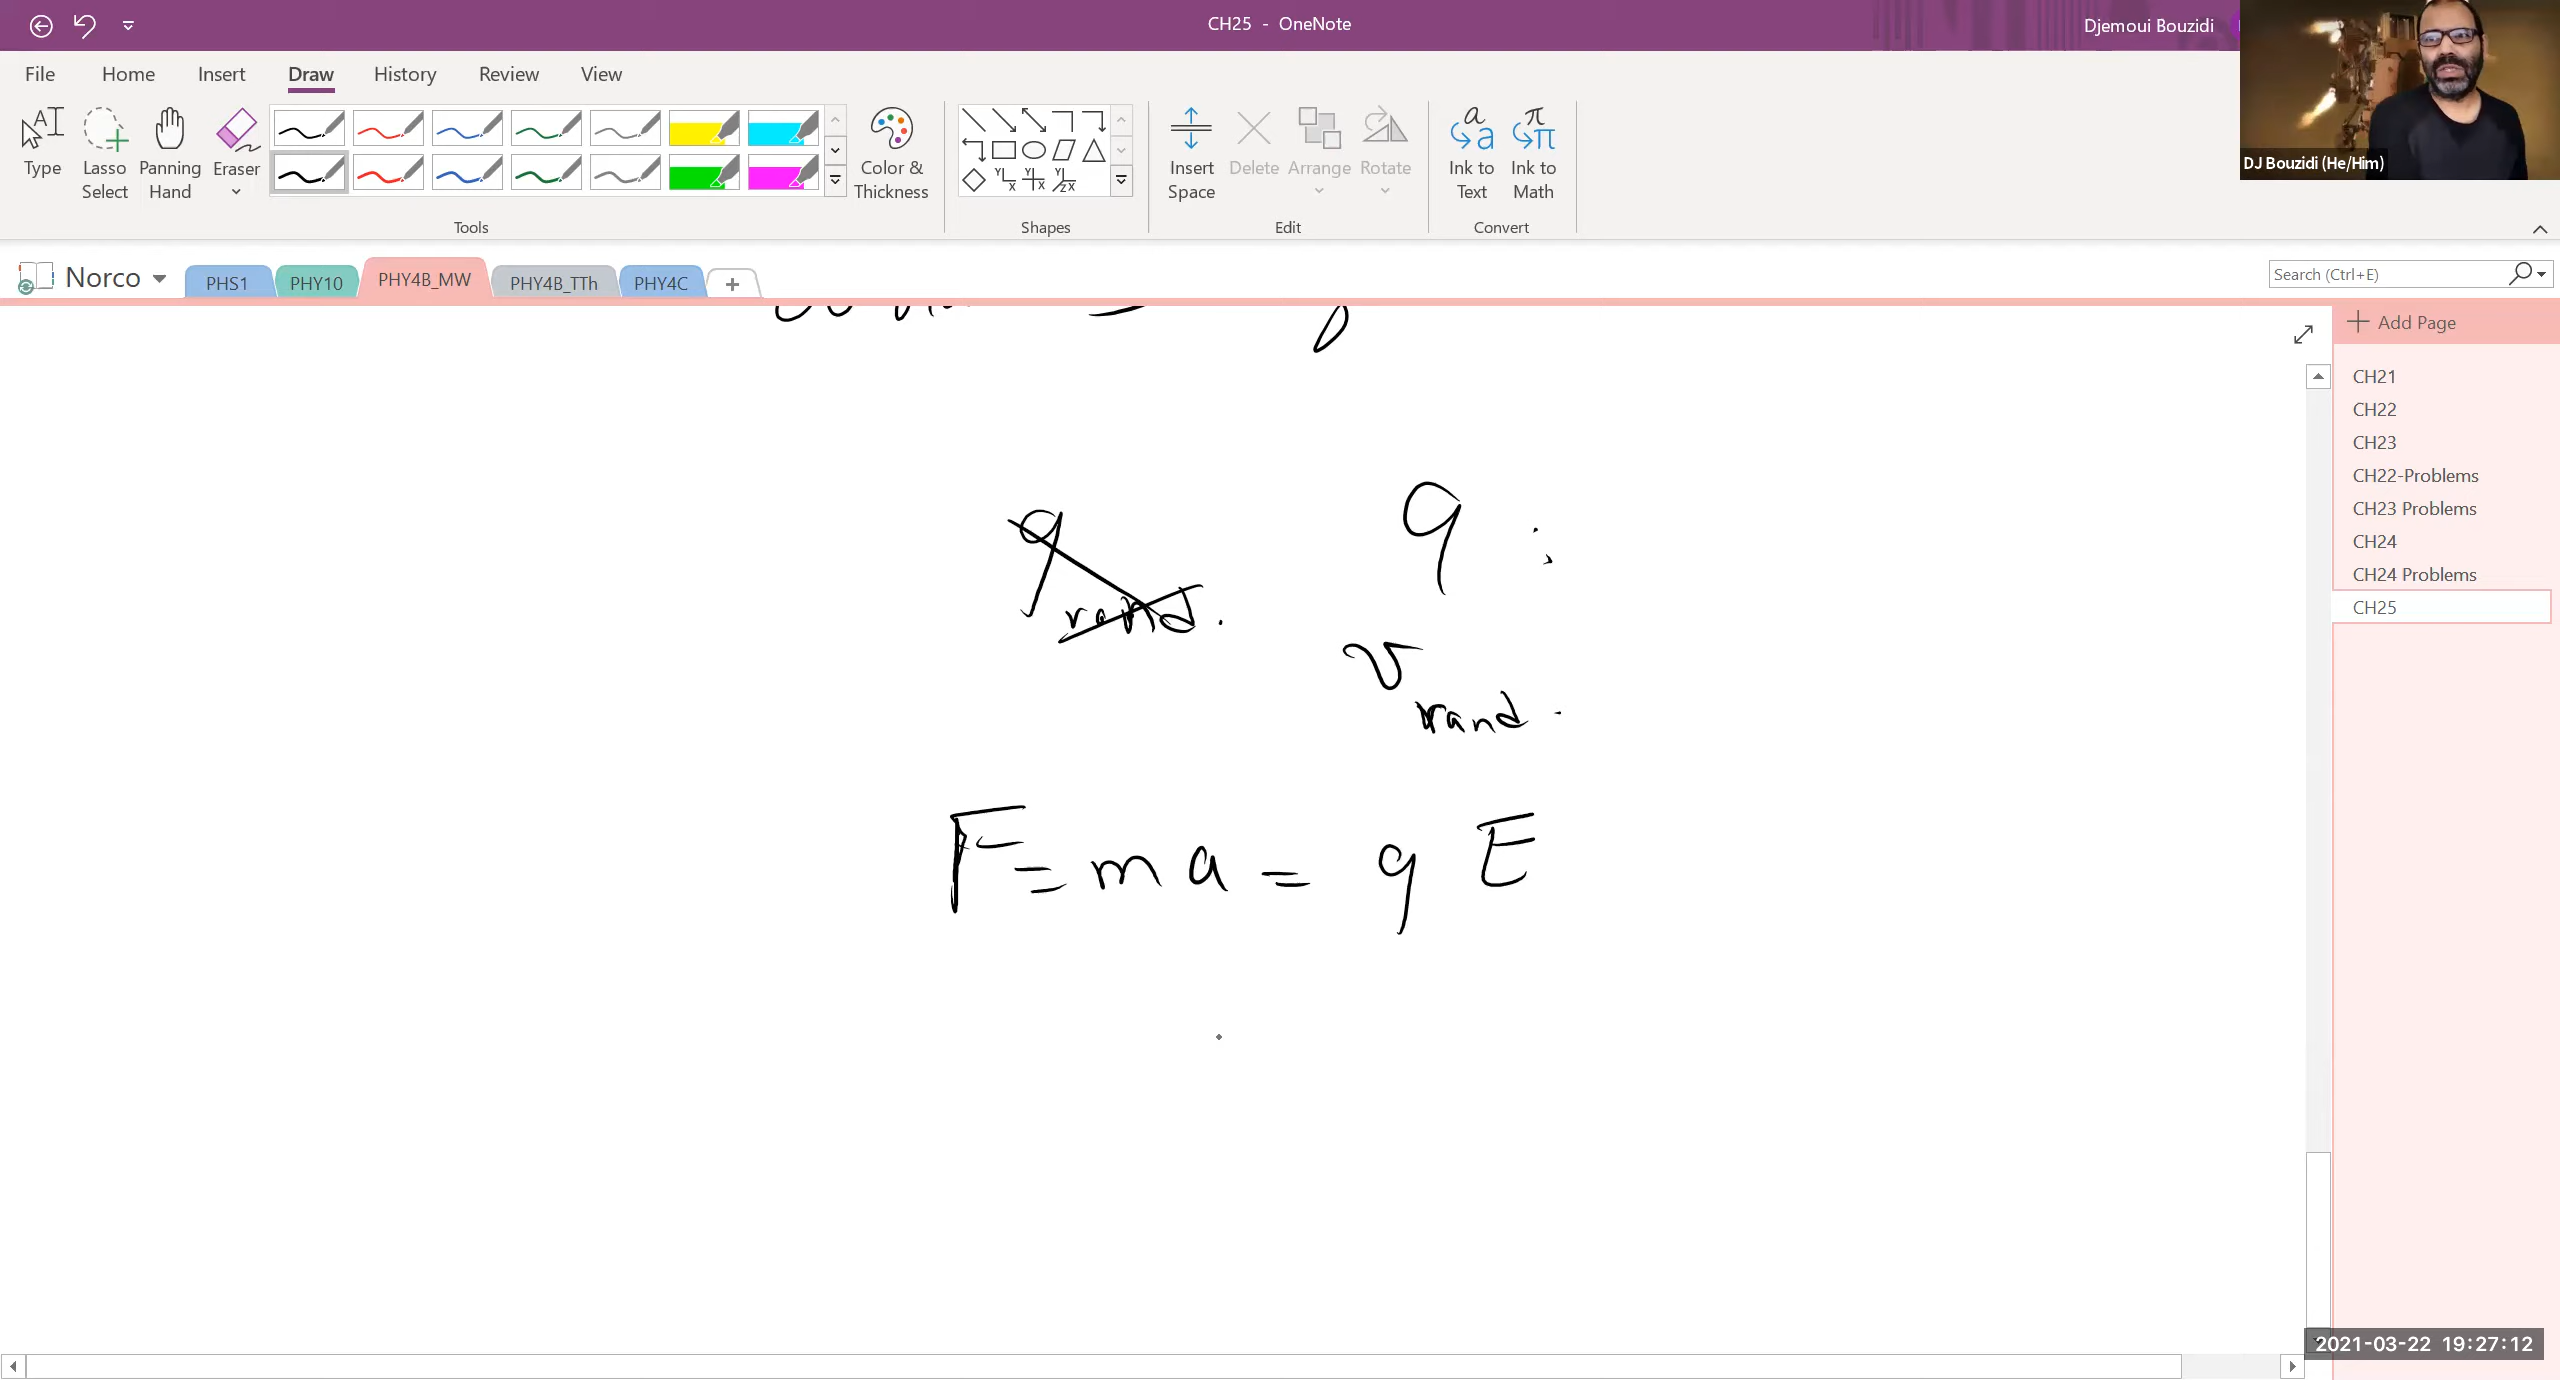 CH25 - OneNote
Djemoui Bouzidi
DJ Bouzidi (He/Him)
File Home Insert Draw History Review View
Type
Lasso Select
Panning Hand
Eraser
Color & Thickness
Insert Space
Delete
Arrange
Rotate
Ink to Text
Ink to Math
Tools
Shapes
Edit
Convert
Norco
PHS1 PHY10 PHY4B_MW PHY4B_TTh PHY4C
Search (Ctrl+E)
Add Page
CH21
CH22
CH23
CH22-Problems
CH23 Problems
CH24
CH24 Problems
CH25
q :
v rand.
F = m a = q E
2021-03-22 19:27:12